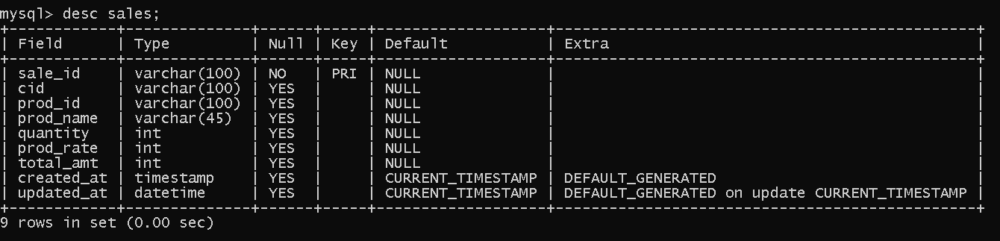 mysql> desc sales;
+------------+--------------+------+-----+-------------------+-----------------------------------------------+
| Field      | Type         | Null | Key | Default           | Extra                                         |
+------------+--------------+------+-----+-------------------+-----------------------------------------------+
| sale_id    | varchar(100) | NO   | PRI | NULL              |                                               |
| cid        | varchar(100) | YES  |     | NULL              |                                               |
| prod_id    | varchar(100) | YES  |     | NULL              |                                               |
| prod_name  | varchar(45)  | YES  |     | NULL              |                                               |
| quantity   | int          | YES  |     | NULL              |                                               |
| prod_rate  | int          | YES  |     | NULL              |                                               |
| total_amt  | int          | YES  |     | NULL              |                                               |
| created_at | timestamp    | YES  |     | CURRENT_TIMESTAMP | DEFAULT_GENERATED                             |
| updated_at | datetime     | YES  |     | CURRENT_TIMESTAMP | DEFAULT_GENERATED on update CURRENT_TIMESTAMP |
+------------+--------------+------+-----+-------------------+-----------------------------------------------+
9 rows in set (0.00 sec)